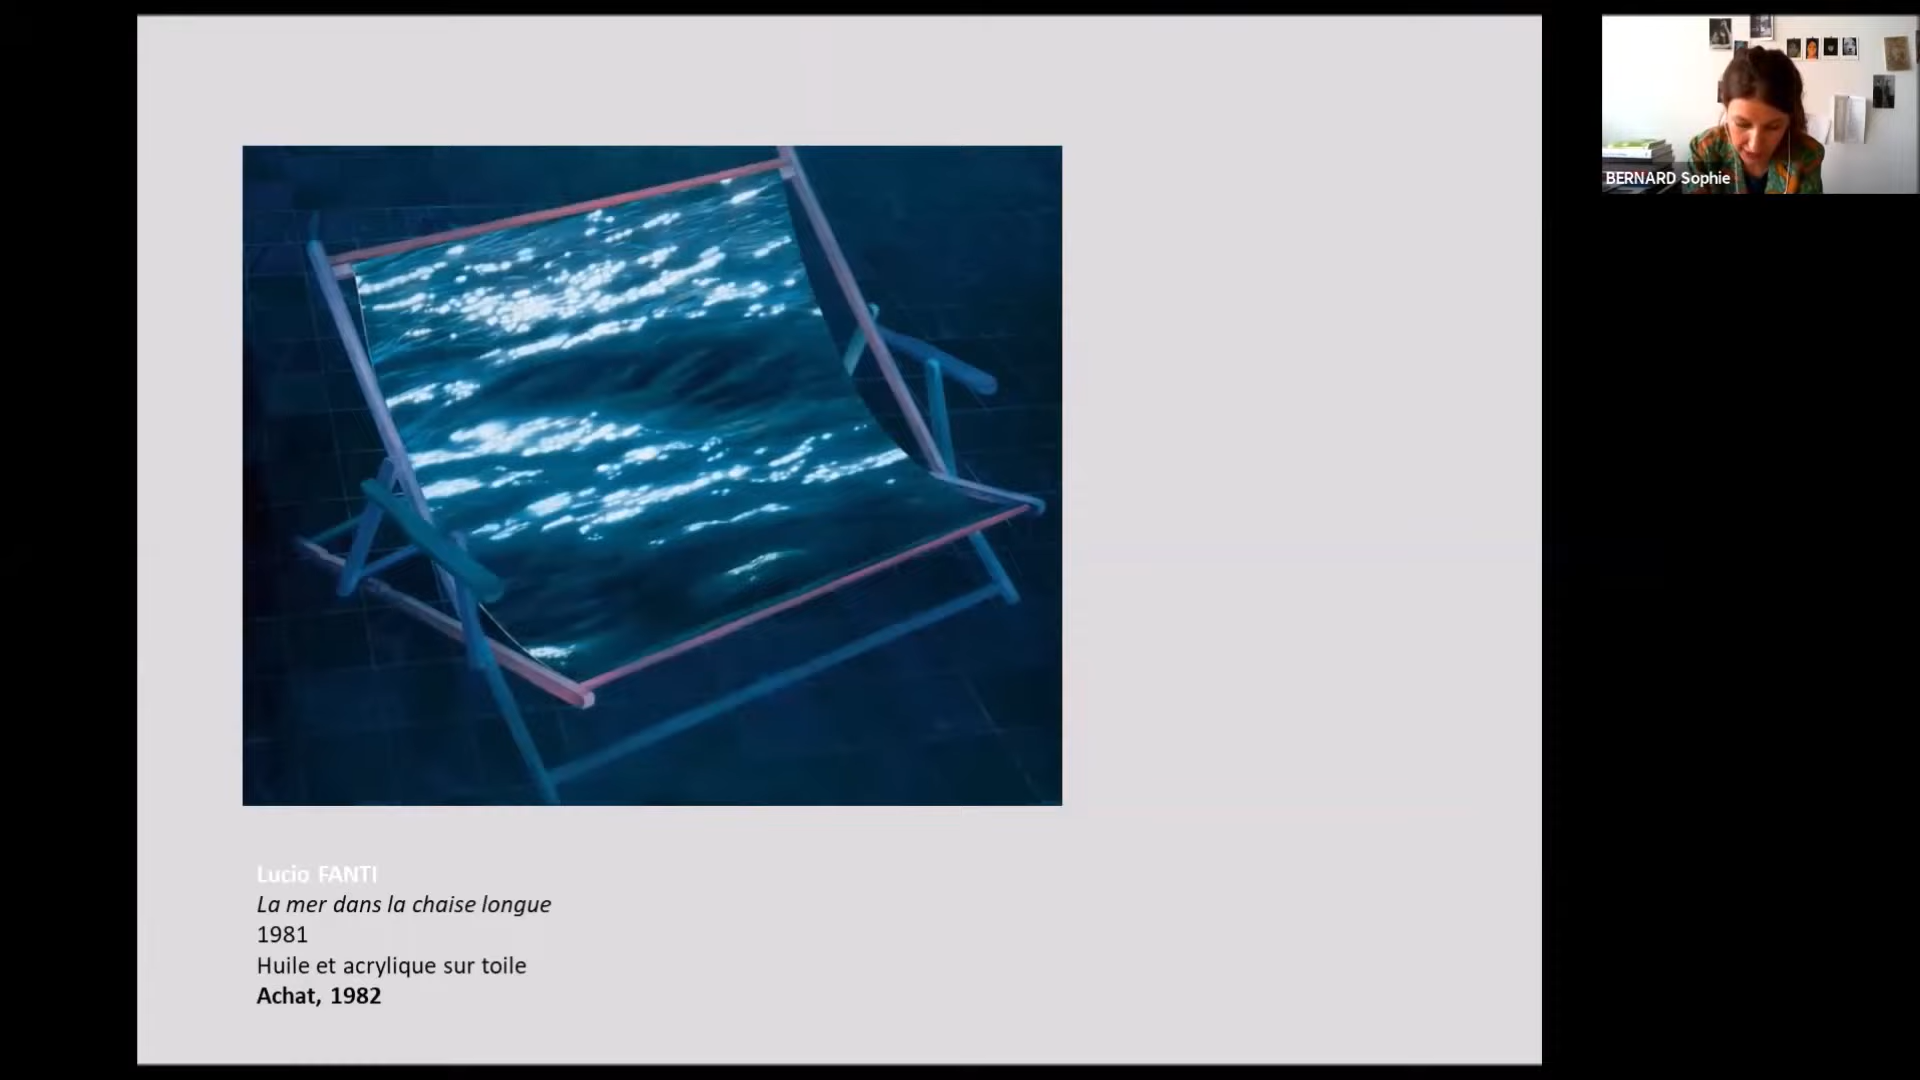 BERNARD Sophie
Lucio FANTI
La mer dans la chaise longue
1981
Huile et acrylique sur toile
Achat, 1982